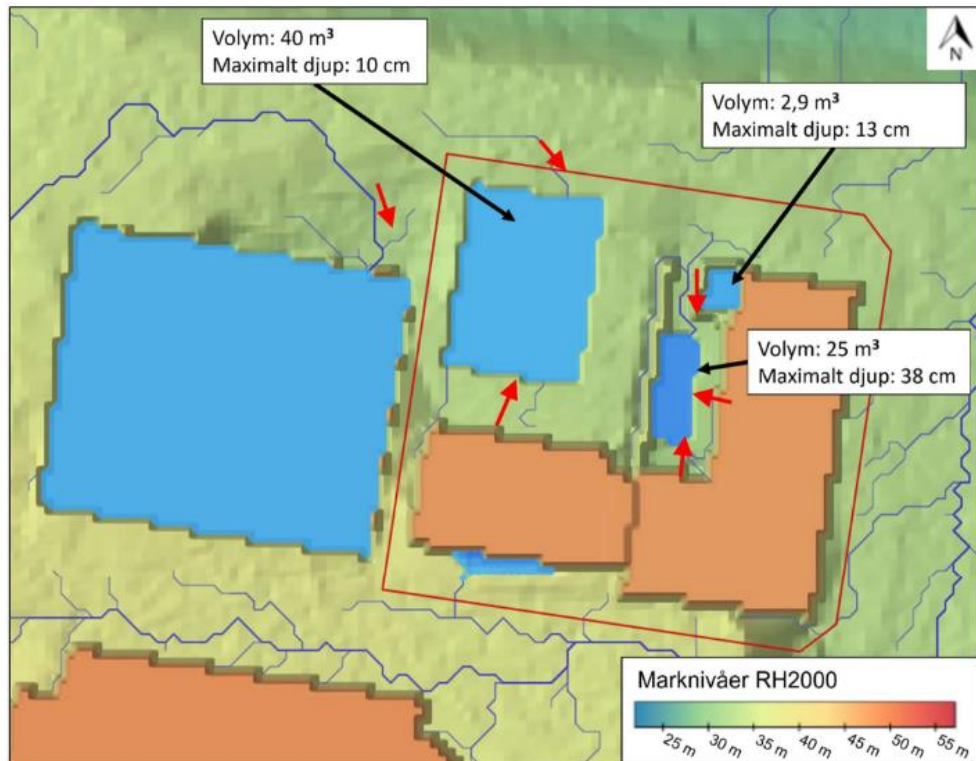 Volym: 40 m³
Maximalt djup: 10 cm
N
Volym: 2,9 m³
Maximalt djup: 13 cm
Volym: 25 m³
Maximalt djup: 38 cm
Marknivåer RH2000
25 m 30 m 35 m 40 m 45 m 50 m 55 m